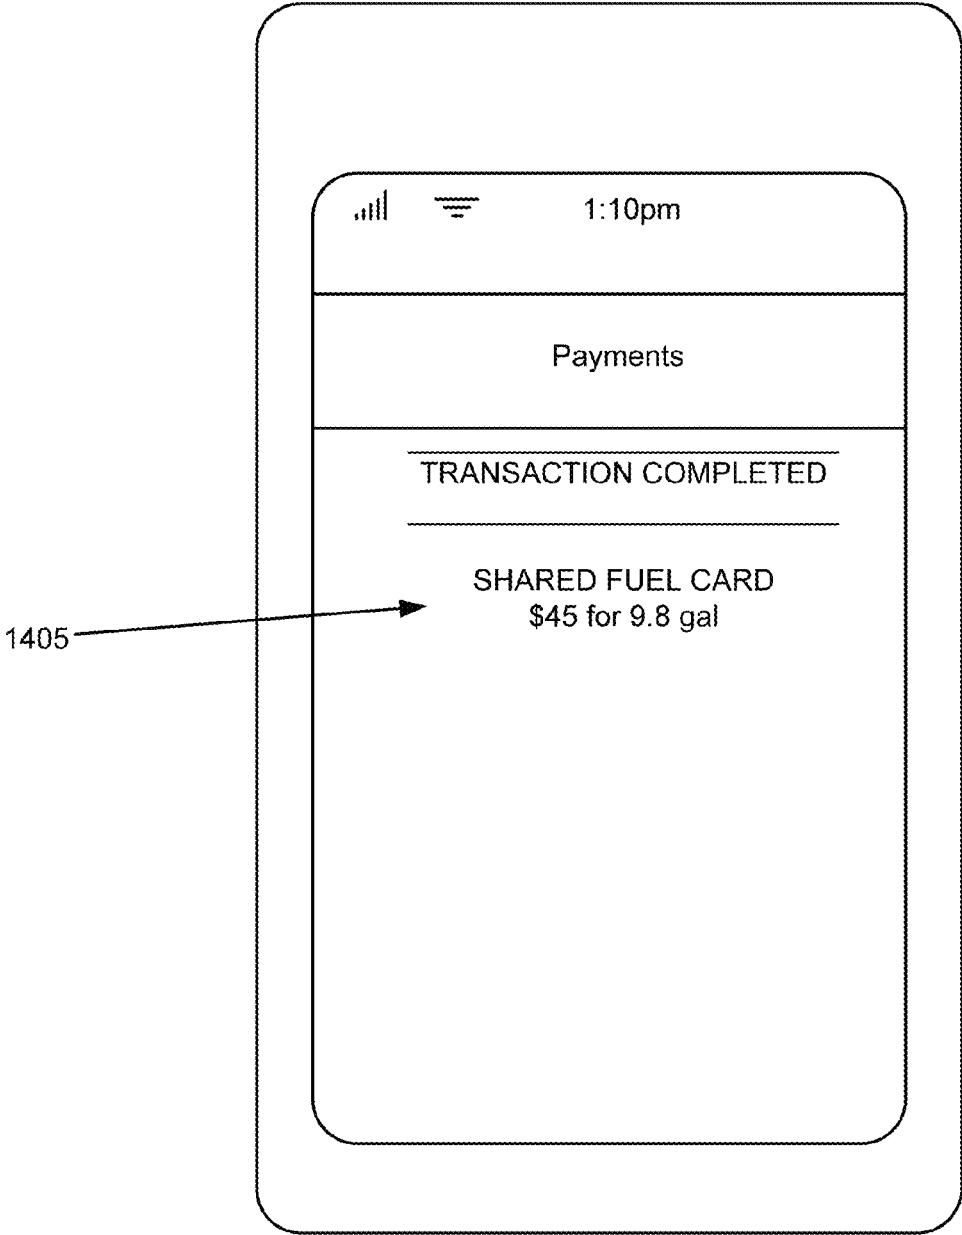 1:10pm
Payments
TRANSACTION COMPLETED
SHARED FUEL CARD
$45 for 9.8 gal
1405